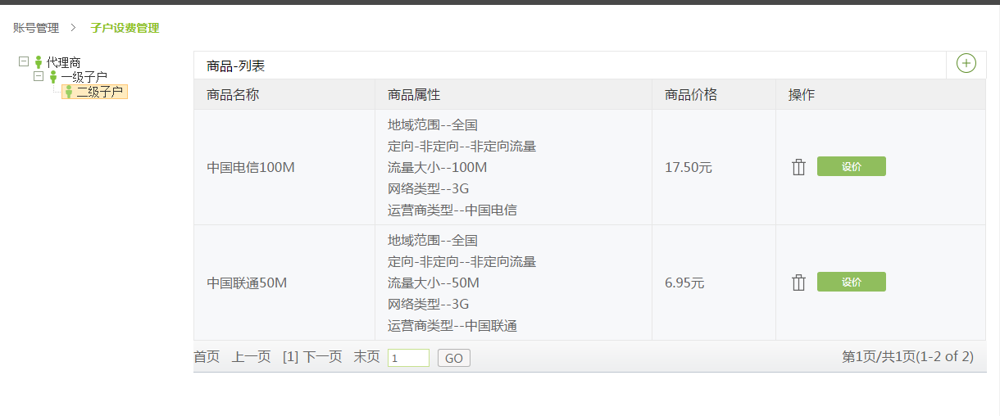 账号管理 > 子户设费管理
代理商
一级子户
二级子户
商品-列表
商品名称 商品属性 商品价格 操作
中国电信100M
地域范围--全国
定向-非定向--非定向流量
流量大小--100M
网络类型--3G
运营商类型--中国电信
17.50元
设价
中国联通50M
地域范围--全国
定向-非定向--非定向流量
流量大小--50M
网络类型--3G
运营商类型--中国联通
6.95元
设价
首页 上一页 [1] 下一页 末页 1 GO 第1页/共1页(1-2 of 2)